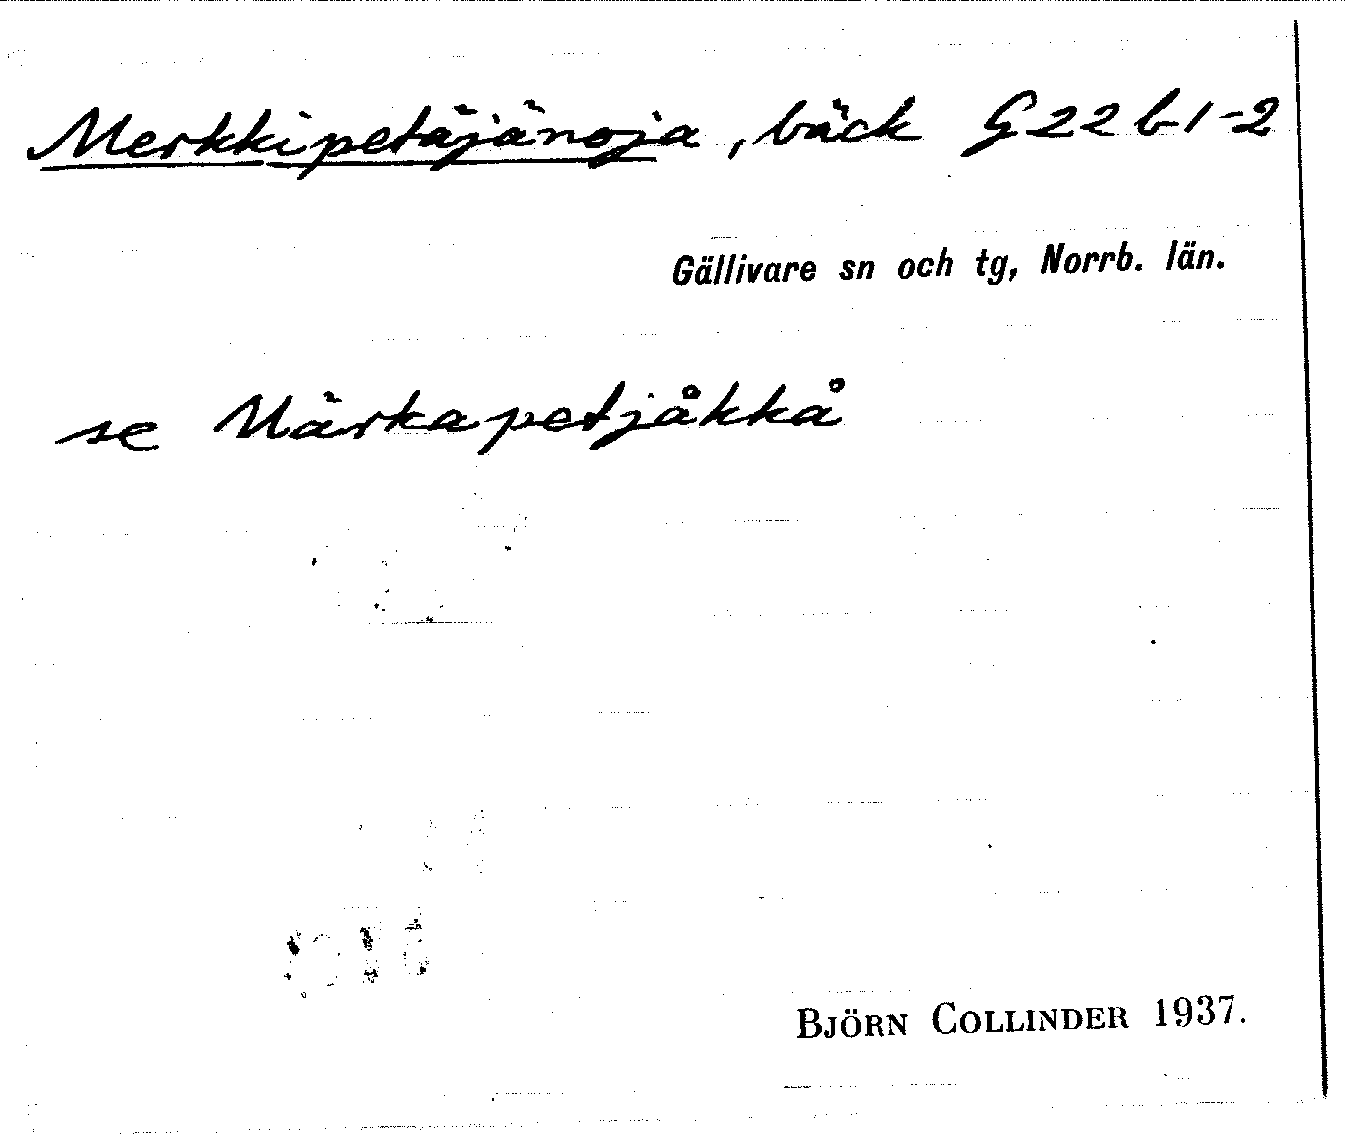 Merkkipetäjänoja, bäck G22b1-2
Gällivare sn och tg, Norrb. län.
se Märkapetjåkkå
BJÖRN COLLINDER 1937.